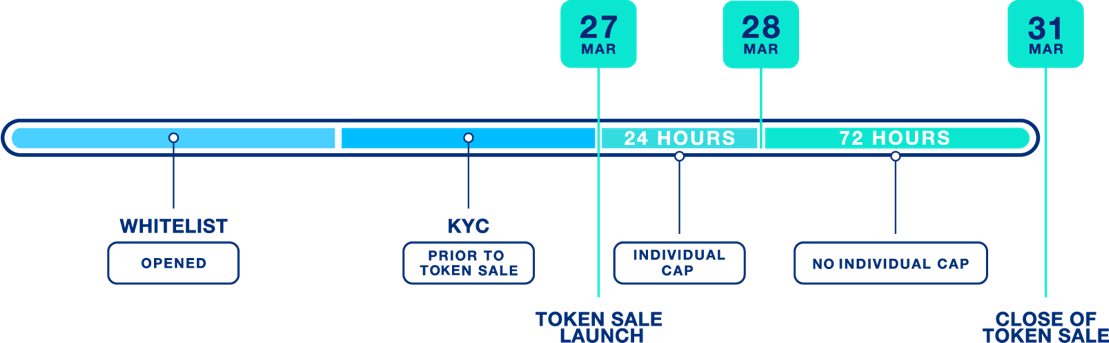 27
MAR
28
MAR
31
MAR
24 HOURS
72 HOURS
WHITELIST
OPENED
KYC
PRIOR TO
TOKEN SALE
INDIVIDUAL
CAP
NO INDIVIDUAL CAP
TOKEN SALE
LAUNCH
CLOSE OF
TOKEN SALE